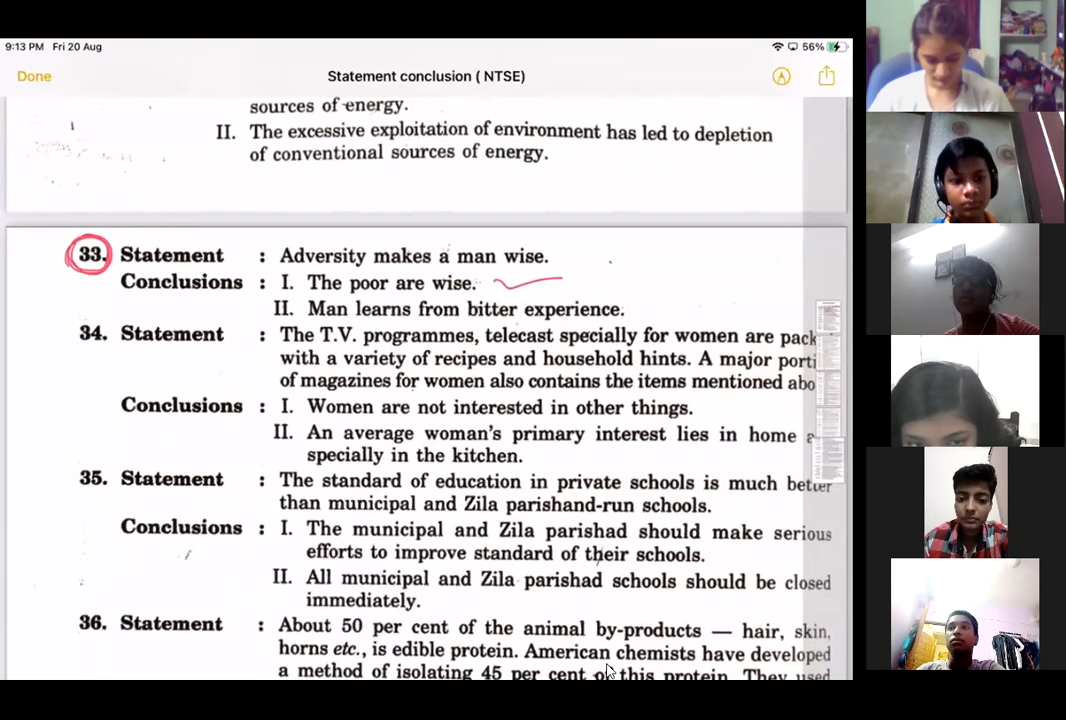 9:13 PM Fri 20 Aug
56%
Done
Statement conclusion ( NTSE)
sources of energy.
II. The excessive exploitation of environment has led to depletion
of conventional sources of energy.
33. Statement : Adversity makes a man wise.
Conclusions : I. The poor are wise.
II. Man learns from bitter experience.
34. Statement : The T.V. programmes, telecast specially for women are pack
with a variety of recipes and household hints. A major porti
of magazines for women also contains the items mentioned abo
Conclusions : I. Women are not interested in other things.
II. An average woman's primary interest lies in home a
specially in the kitchen.
35. Statement : The standard of education in private schools is much better
than municipal and Zila parishand-run schools.
Conclusions : I. The municipal and Zila parishad should make serious
efforts to improve standard of their schools.
II. All municipal and Zila parishad schools should be closed
immediately.
36. Statement : About 50 per cent of the animal by-products — hair, skin,
horns etc., is edible protein. American chemists have developed
a method of isolating 45 per cent of this protein. They used